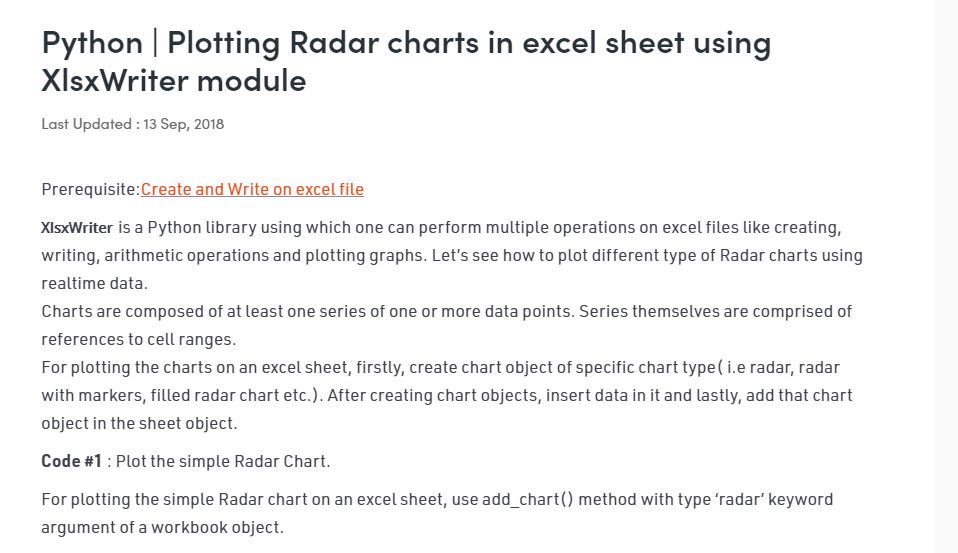 Python | Plotting Radar charts in excel sheet using
XlsxWriter module
Last Updated : 13 Sep, 2018
Prerequisite:Create and Write on excel file
XlsxWriter is a Python library using which one can perform multiple operations on excel files like creating,
writing, arithmetic operations and plotting graphs. Let’s see how to plot different type of Radar charts using
realtime data.
Charts are composed of at least one series of one or more data points. Series themselves are comprised of
references to cell ranges.
For plotting the charts on an excel sheet, firstly, create chart object of specific chart type( i.e radar, radar
with markers, filled radar chart etc.). After creating chart objects, insert data in it and lastly, add that chart
object in the sheet object.
Code #1 : Plot the simple Radar Chart.
For plotting the simple Radar chart on an excel sheet, use add_chart() method with type ‘radar’ keyword
argument of a workbook object.